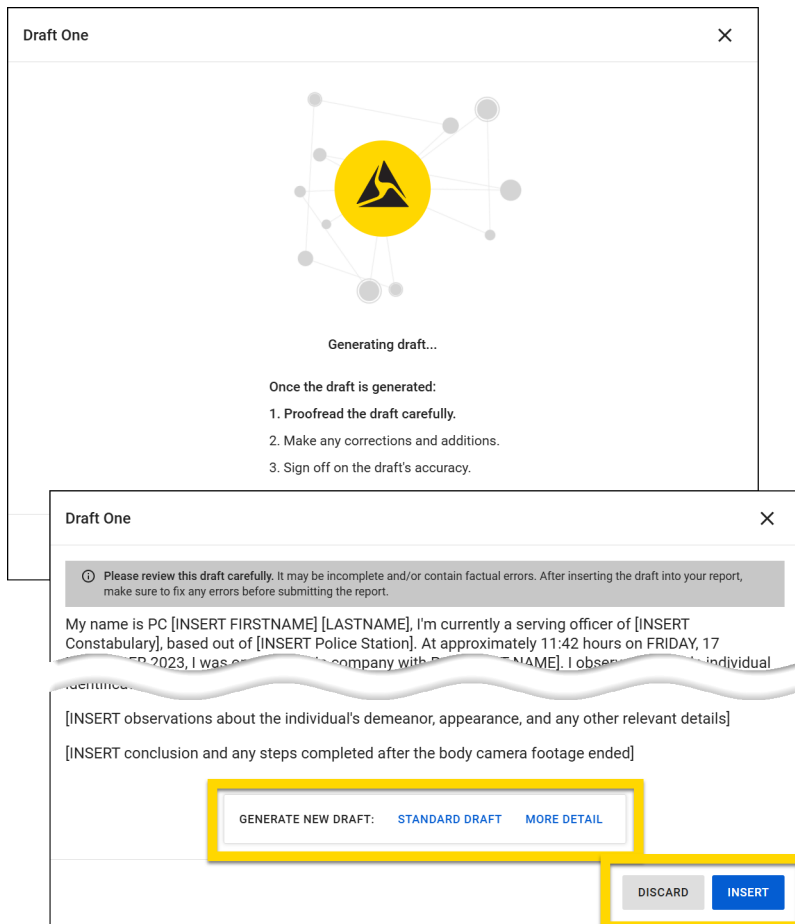 Draft One
Generating draft...
Once the draft is generated:
1. Proofread the draft carefully.
2. Make any corrections and additions.
3. Sign off on the draft's accuracy.
Draft One
Please review this draft carefully. It may be incomplete and/or contain factual errors. After inserting the draft into your report,
make sure to fix any errors before submitting the report.
My name is PC [INSERT FIRSTNAME] [LASTNAME], I'm currently a serving officer of [INSERT
Constabulary], based out of [INSERT Police Station]. At approximately 11:42 hours on FRIDAY, 17
2023, I was company with NAME]. I individual
[INSERT observations about the individual's demeanor, appearance, and any other relevant details]
[INSERT conclusion and any steps completed after the body camera footage ended]
GENERATE NEW DRAFT: STANDARD DRAFT MORE DETAIL
DISCARD INSERT